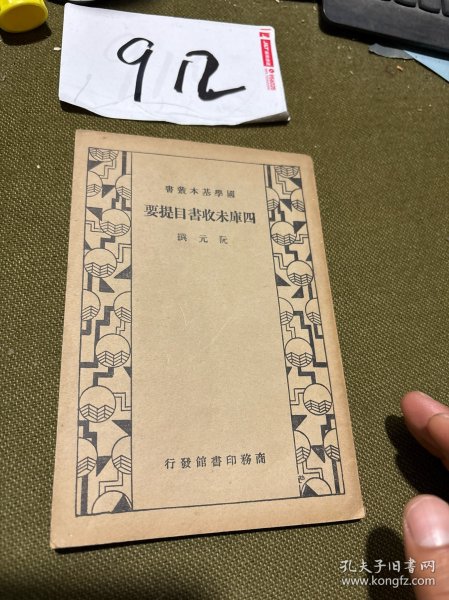 912
國學基本叢書
四庫未收書目提要
阮元撰
商務印書館發行
孔夫子旧书网
www.kongfz.com